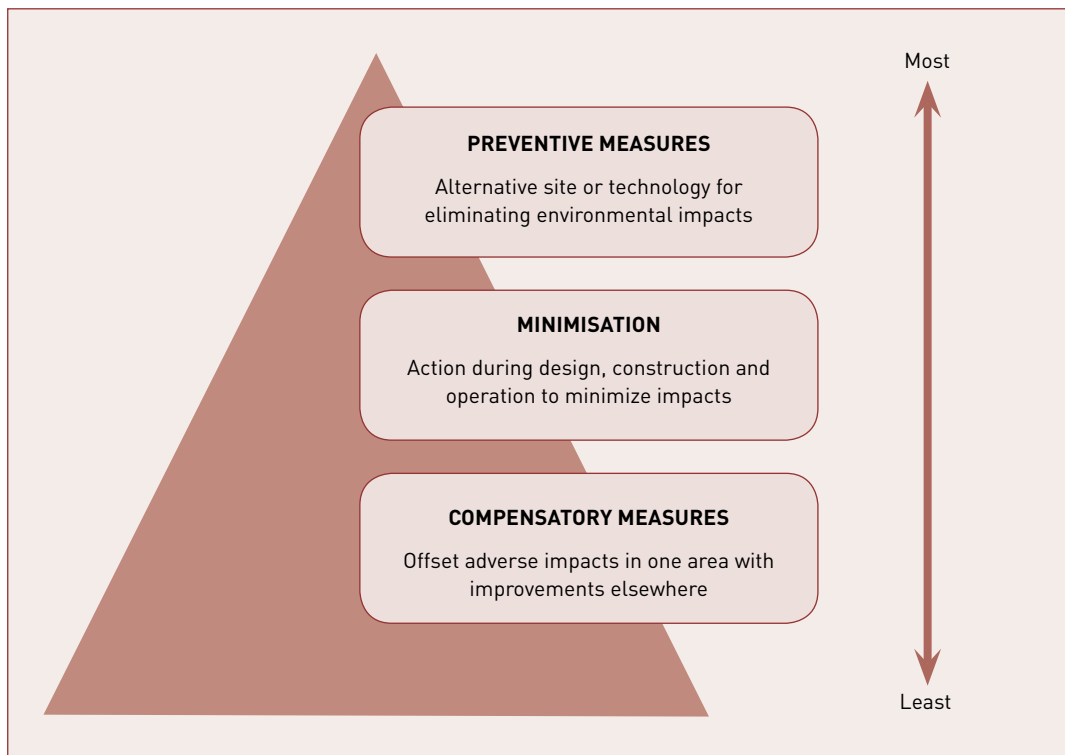 Most
PREVENTIVE MEASURES
Alternative site or technology for
eliminating environmental impacts
MINIMISATION
Action during design, construction and
operation to minimize impacts
COMPENSATORY MEASURES
Offset adverse impacts in one area with
improvements elsewhere
Least